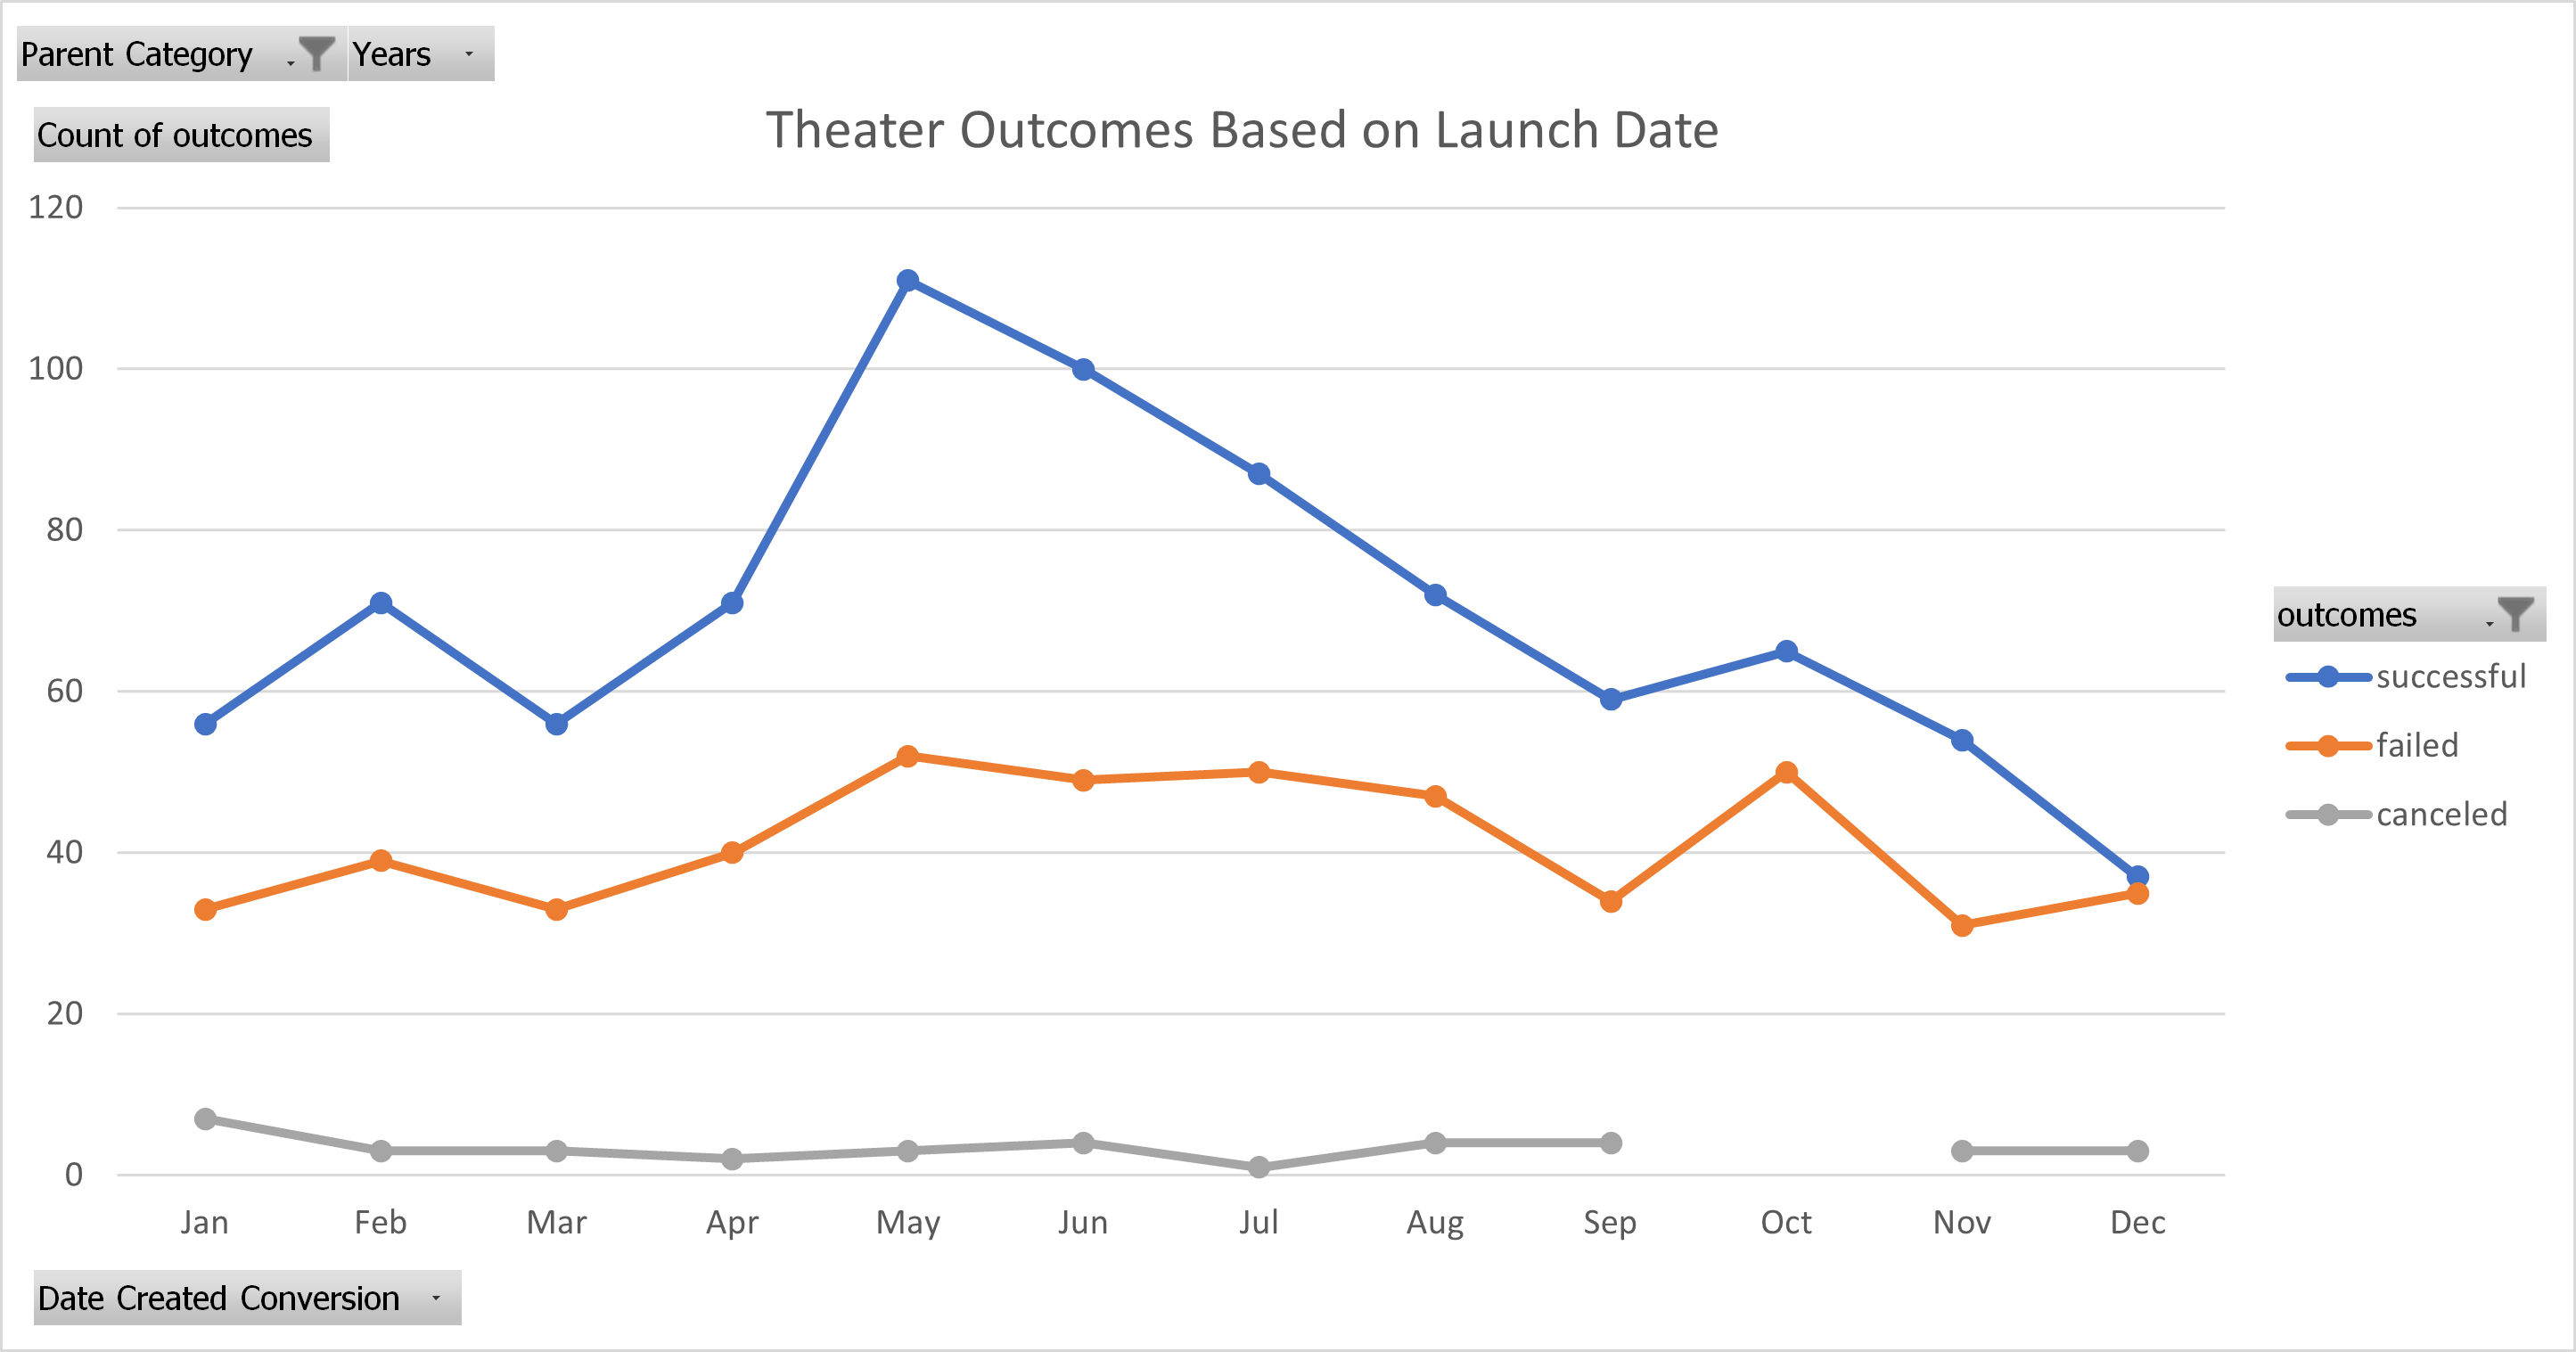 Parent Category Years
Count of outcomes
Theater Outcomes Based on Launch Date
120
100
80
60
40
20
0
Jan Feb Mar Apr May Jun Jul Aug Sep Oct Nov Dec
outcomes
successful
failed
canceled
Date Created Conversion